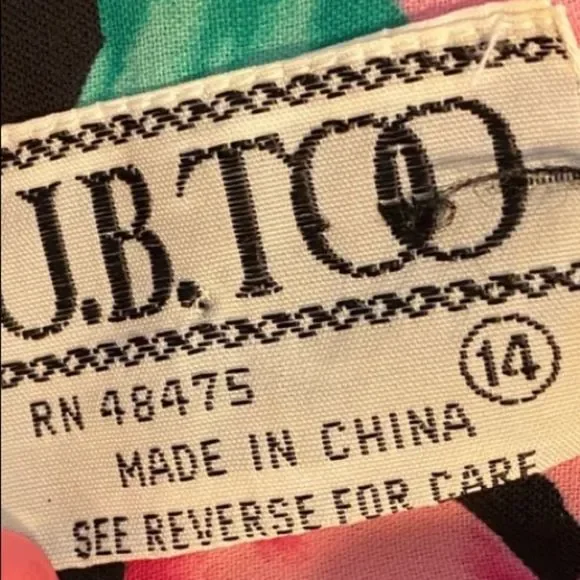 J.B.TOO
RN 48475
14
MADE IN CHINA
SEE REVERSE FOR CARE